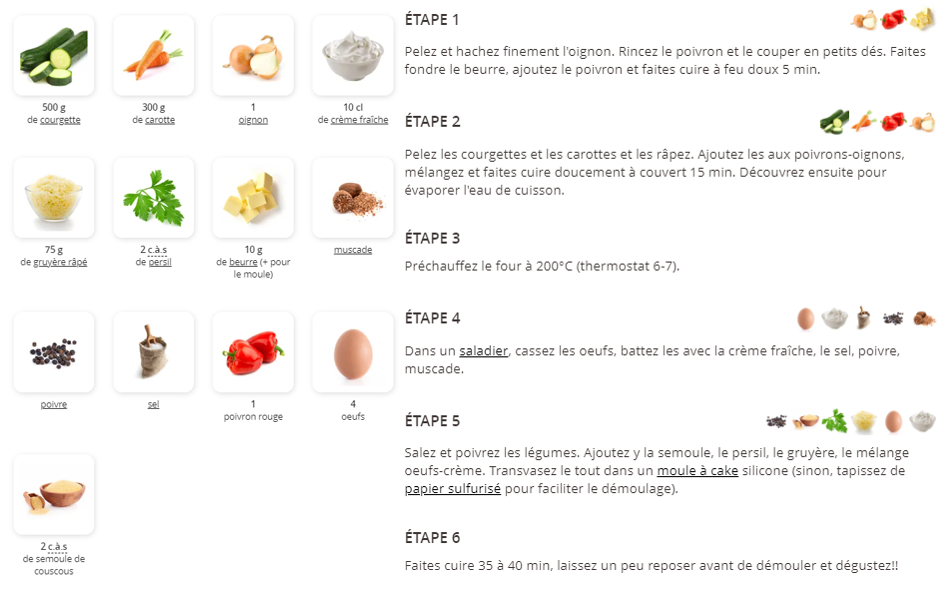 500 g
de courgette
300 g
de carotte
1
oignon
10 cl
de crème fraîche
75 g
de gruyère râpé
2 c.à.s
de persil
10 g
de beurre (+ pour
le moule)
muscade
poivre
sel
1
poivron rouge
4
oeufs
2 c.à.s
de semoule de
couscous
ÉTAPE 1
Pelez et hachez finement l'oignon. Rincez le poivron et le couper en petits dés. Faites
fondre le beurre, ajoutez le poivron et faites cuire à feu doux 5 min.
ÉTAPE 2
Pelez les courgettes et les carottes et les râpez. Ajoutez les aux poivrons-oignons,
mélangez et faites cuire doucement à couvert 15 min. Découvrez ensuite pour
évaporer l'eau de cuisson.
ÉTAPE 3
Préchauffez le four à 200°C (thermostat 6-7).
ÉTAPE 4
Dans un saladier, cassez les oeufs, battez les avec la crème fraîche, le sel, poivre,
muscade.
ÉTAPE 5
Salez et poivrez les légumes. Ajoutez y la semoule, le persil, le gruyère, le mélange
oeufs-crème. Transvasez le tout dans un moule à cake silicone (sinon, tapissez de
papier sulfurisé pour faciliter le démoulage).
ÉTAPE 6
Faites cuire 35 à 40 min, laissez un peu reposer avant de démouler et dégustez!!